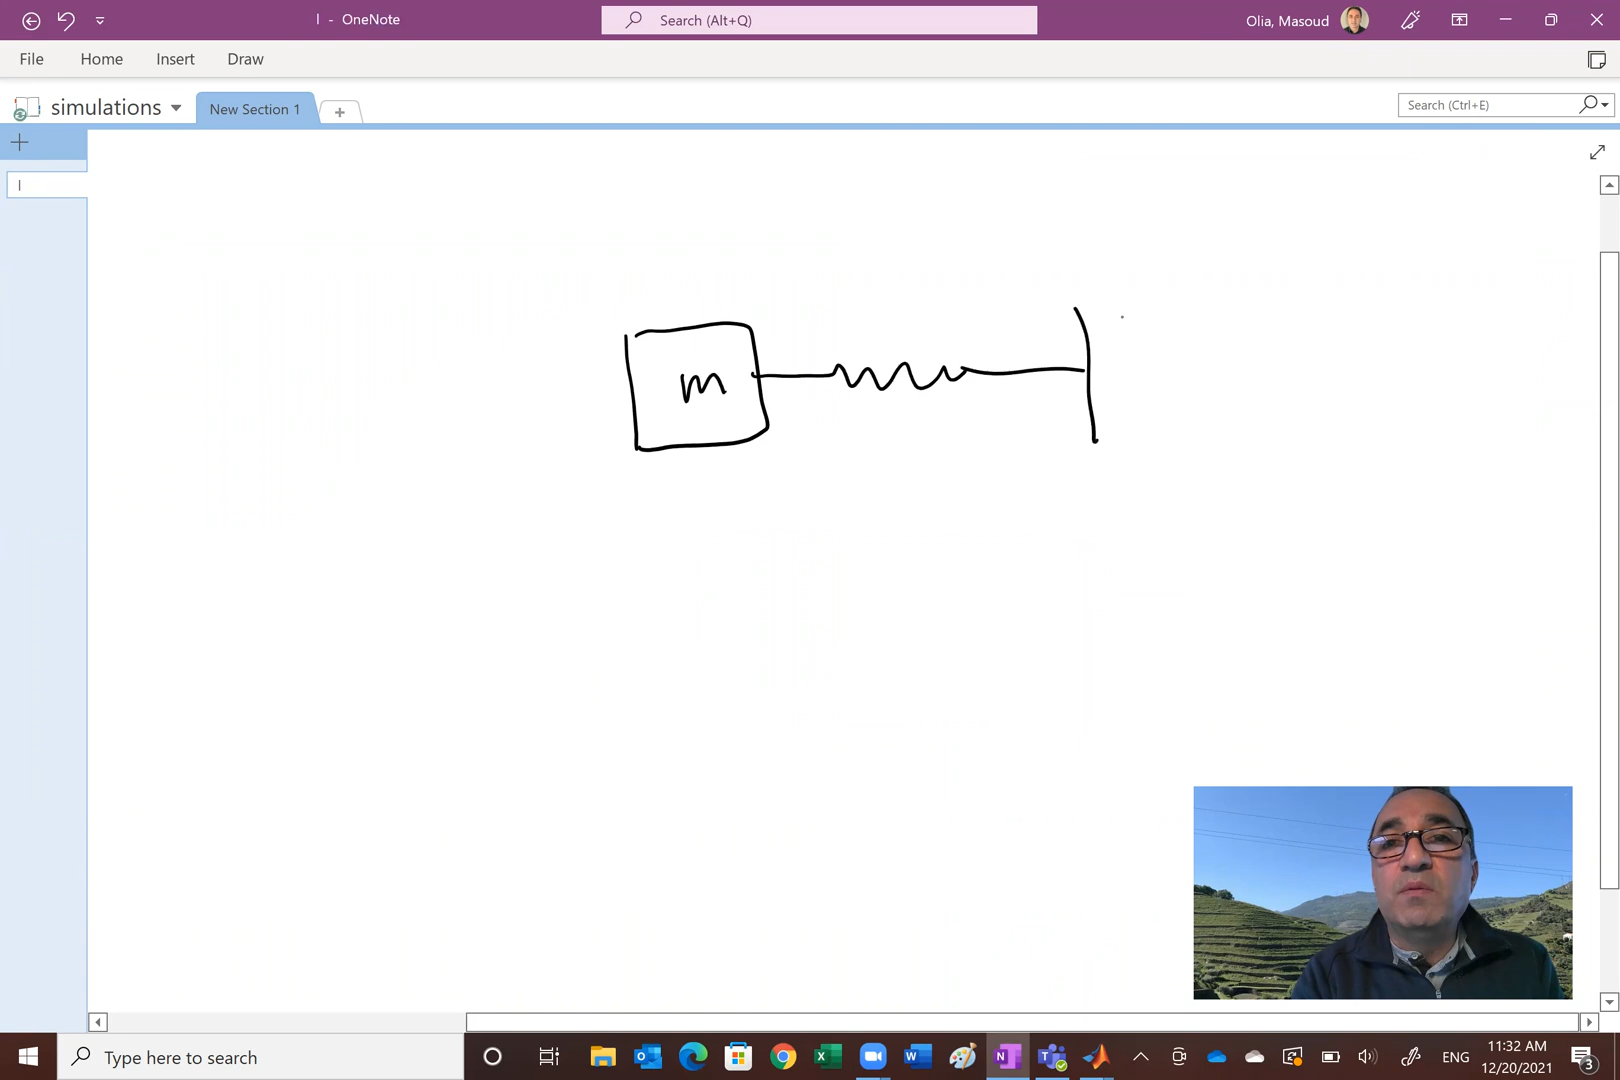 I - OneNote
Search (Alt+Q)
Olia, Masoud
File
Home
Insert
Draw
simulations
New Section 1
Search (Ctrl+E)
I
m
Type here to search
ENG
11:32 AM
12/20/2021
3